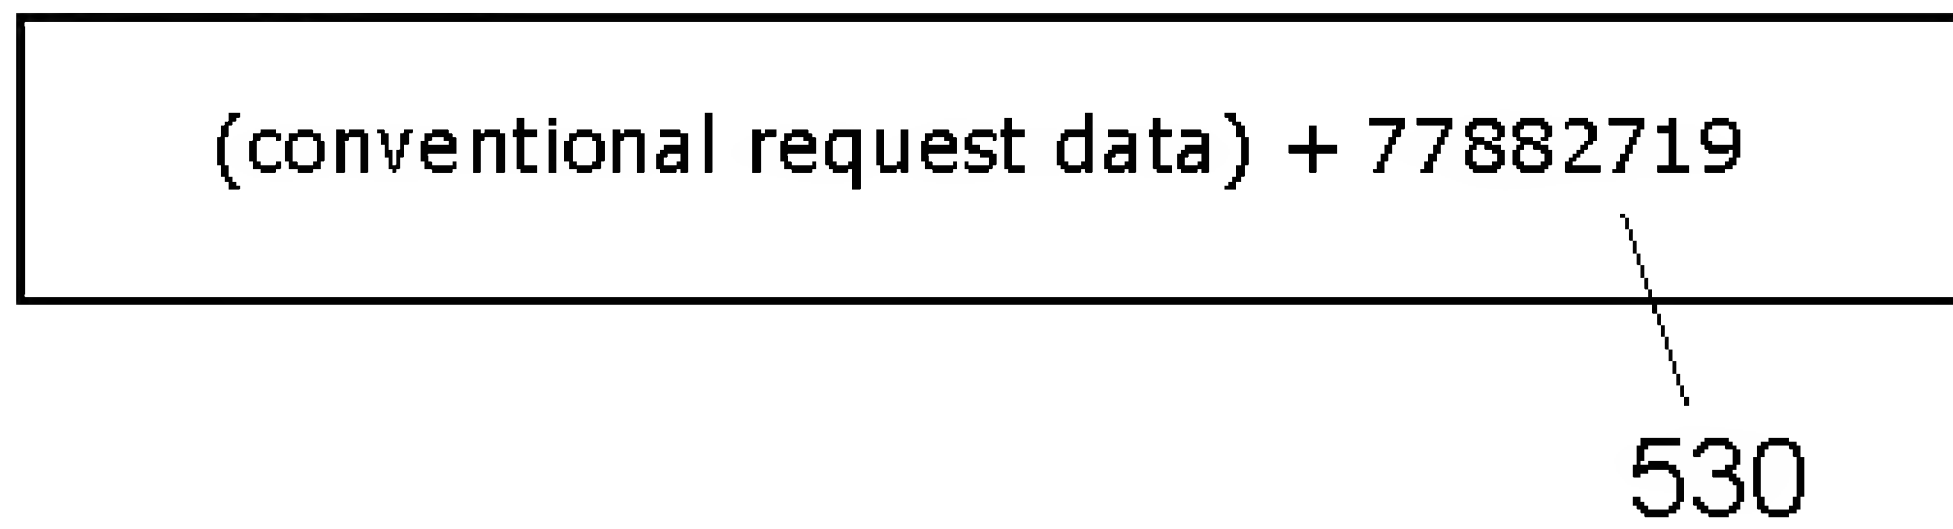 (conventional request data) + 77882719
530